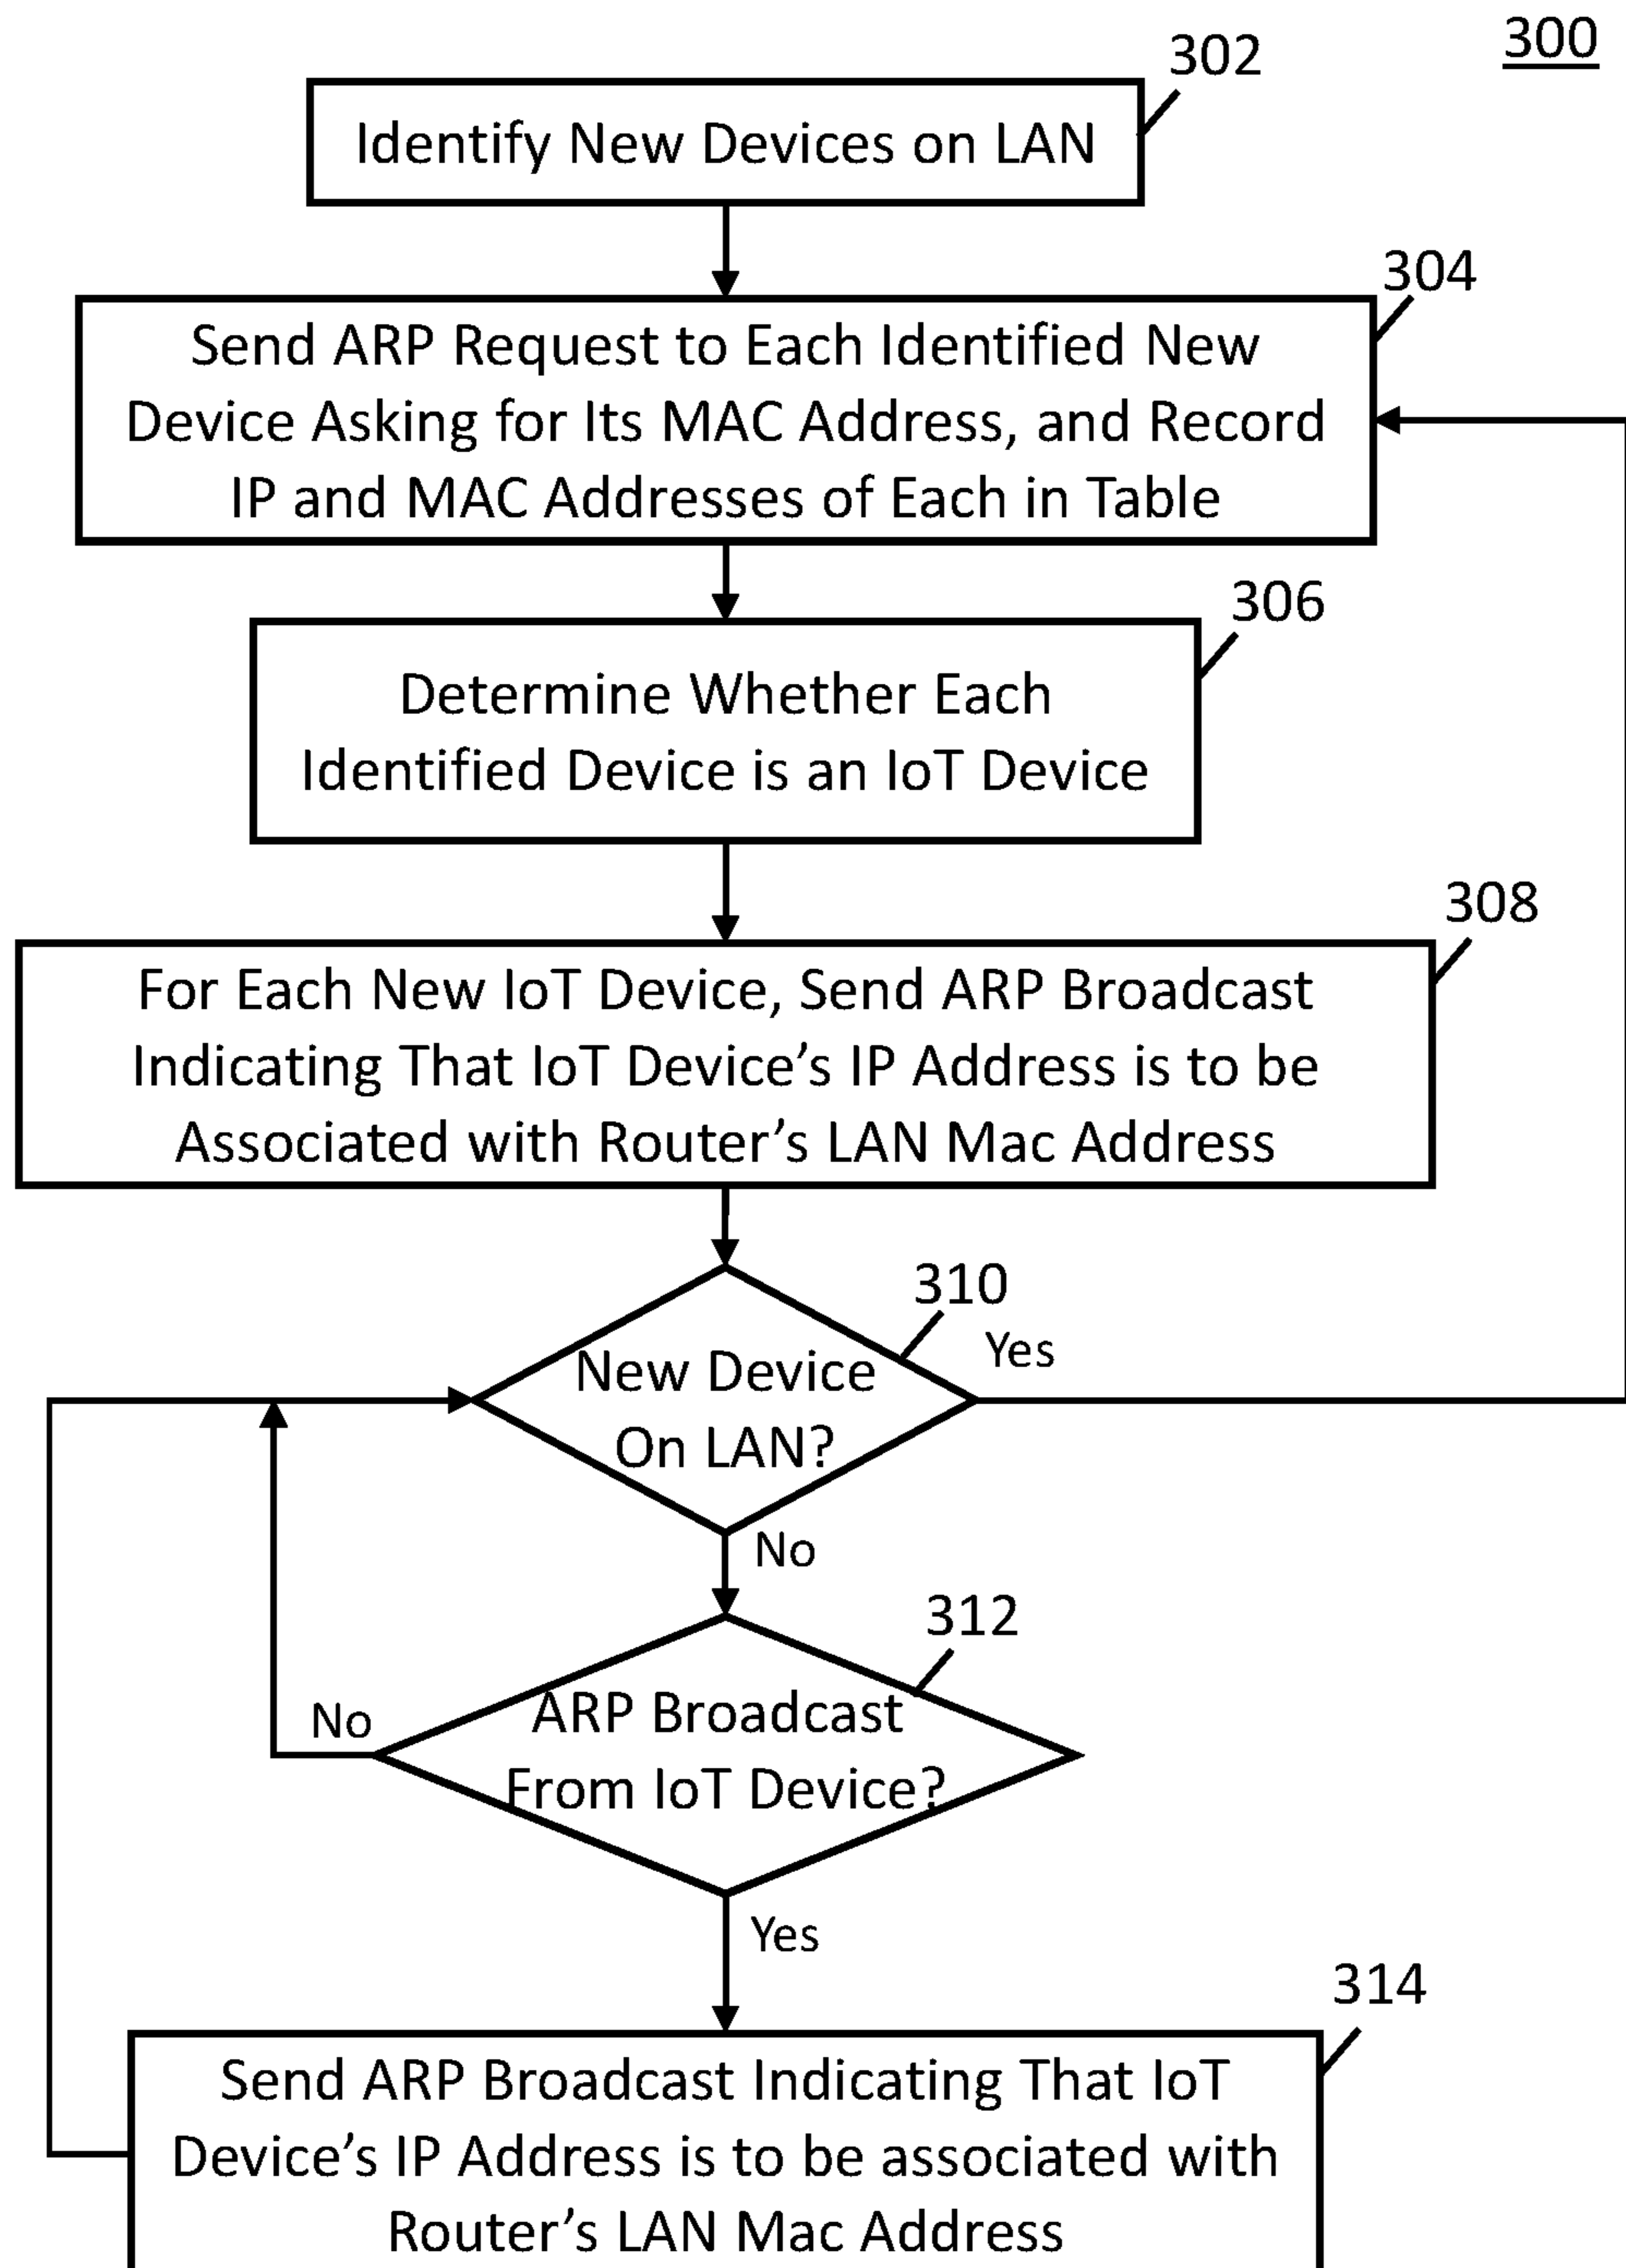 300
302
Identify New Devices on LAN
304
Send ARP Request to Each Identified New
Device Asking for Its MAC Address, and Record
IP and MAC Addresses of Each in Table
306
Determine Whether Each
Identified Device is an IoT Device
308
For Each New IoT Device, Send ARP Broadcast
Indicating That IoT Device’s IP Address is to be
Associated with Router’s LAN Mac Address
310
Yes
New Device
On LAN?
No
312
ARP Broadcast
From IoT Device?
No
Yes
314
Send ARP Broadcast Indicating That IoT
Device’s IP Address is to be associated with
Router’s LAN Mac Address